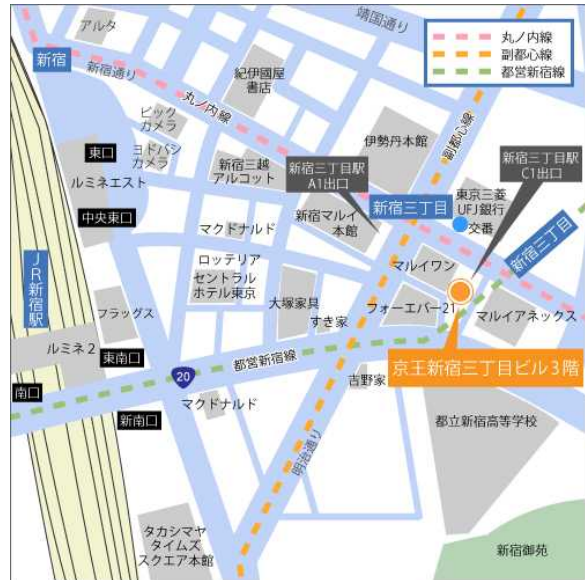 アルタ
新宿
新宿通り
靖国通り
丸ノ内線
副都心線
都営新宿線
紀伊國屋
書店
丸ノ内線
ビック
カメラ
ヨドバシ
カメラ
東口
ルミネエスト
中央東口
新宿三越
アルコット
伊勢丹本館
副都心線
新宿三丁目駅
A1出口
新宿三丁目駅
C1出口
新宿三丁目
東京三菱
UFJ銀行
交番
新宿三丁目
新宿マルイ
本館
マクドナルド
ロッテリア
セントラル
ホテル東京
マルイワン
フォーエバー21
マルイアネックス
JR新宿駅
フラッグス
大塚家具
すき家
ルミネ2
東南口
都営新宿線
20
京王新宿三丁目ビル3階
南口
新南口
マクドナルド
吉野家
明治通り
都立新宿高等学校
タカシマヤ
タイムズ
スクエア本館
新宿御苑